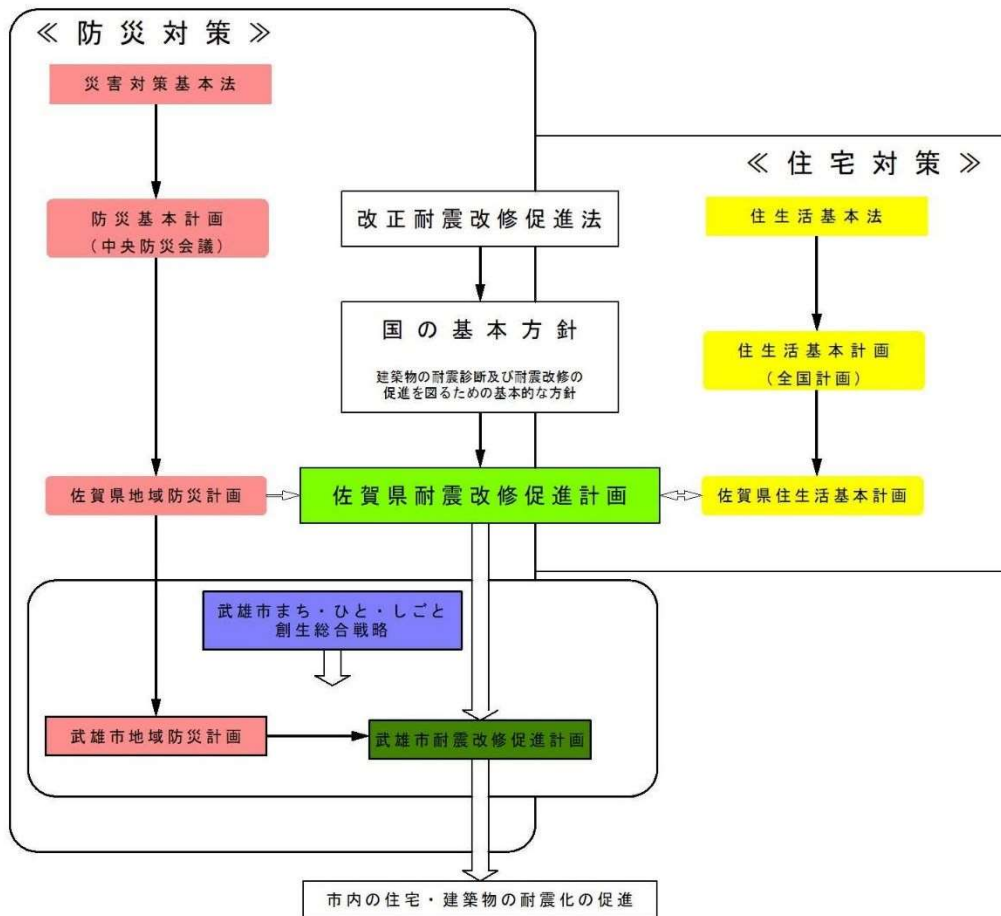 ≪防災対策≫
災害対策基本法
防災基本計画
(中央防災会議)
佐賀県地域防災計画
改正耐震改修促進法
国の基本方針
建築物の耐震診断及び耐震改修の
促進を図るための基本的な方針
佐賀県耐震改修促進計画
≪住宅対策≫
住生活基本法
住生活基本計画
(全国計画)
佐賀県住生活基本計画
武雄市まち・ひと・しごと
創生総合戦略
武雄市地域防災計画
武雄市耐震改修促進計画
市内の住宅・建築物の耐震化の促進